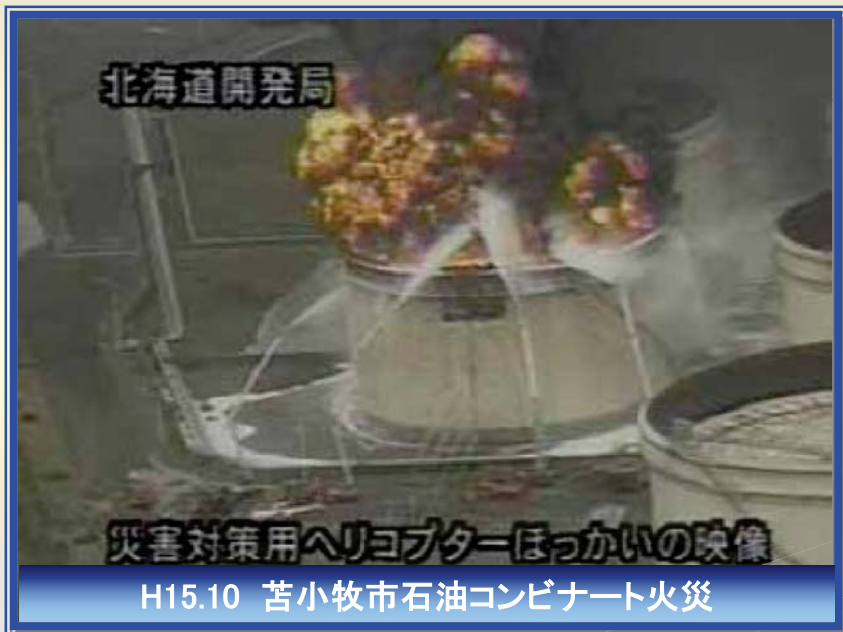 北海道開発局
災害対策用ヘリコプターほっかいの映像
H15.10 苫小牧市石油コンビナート火災